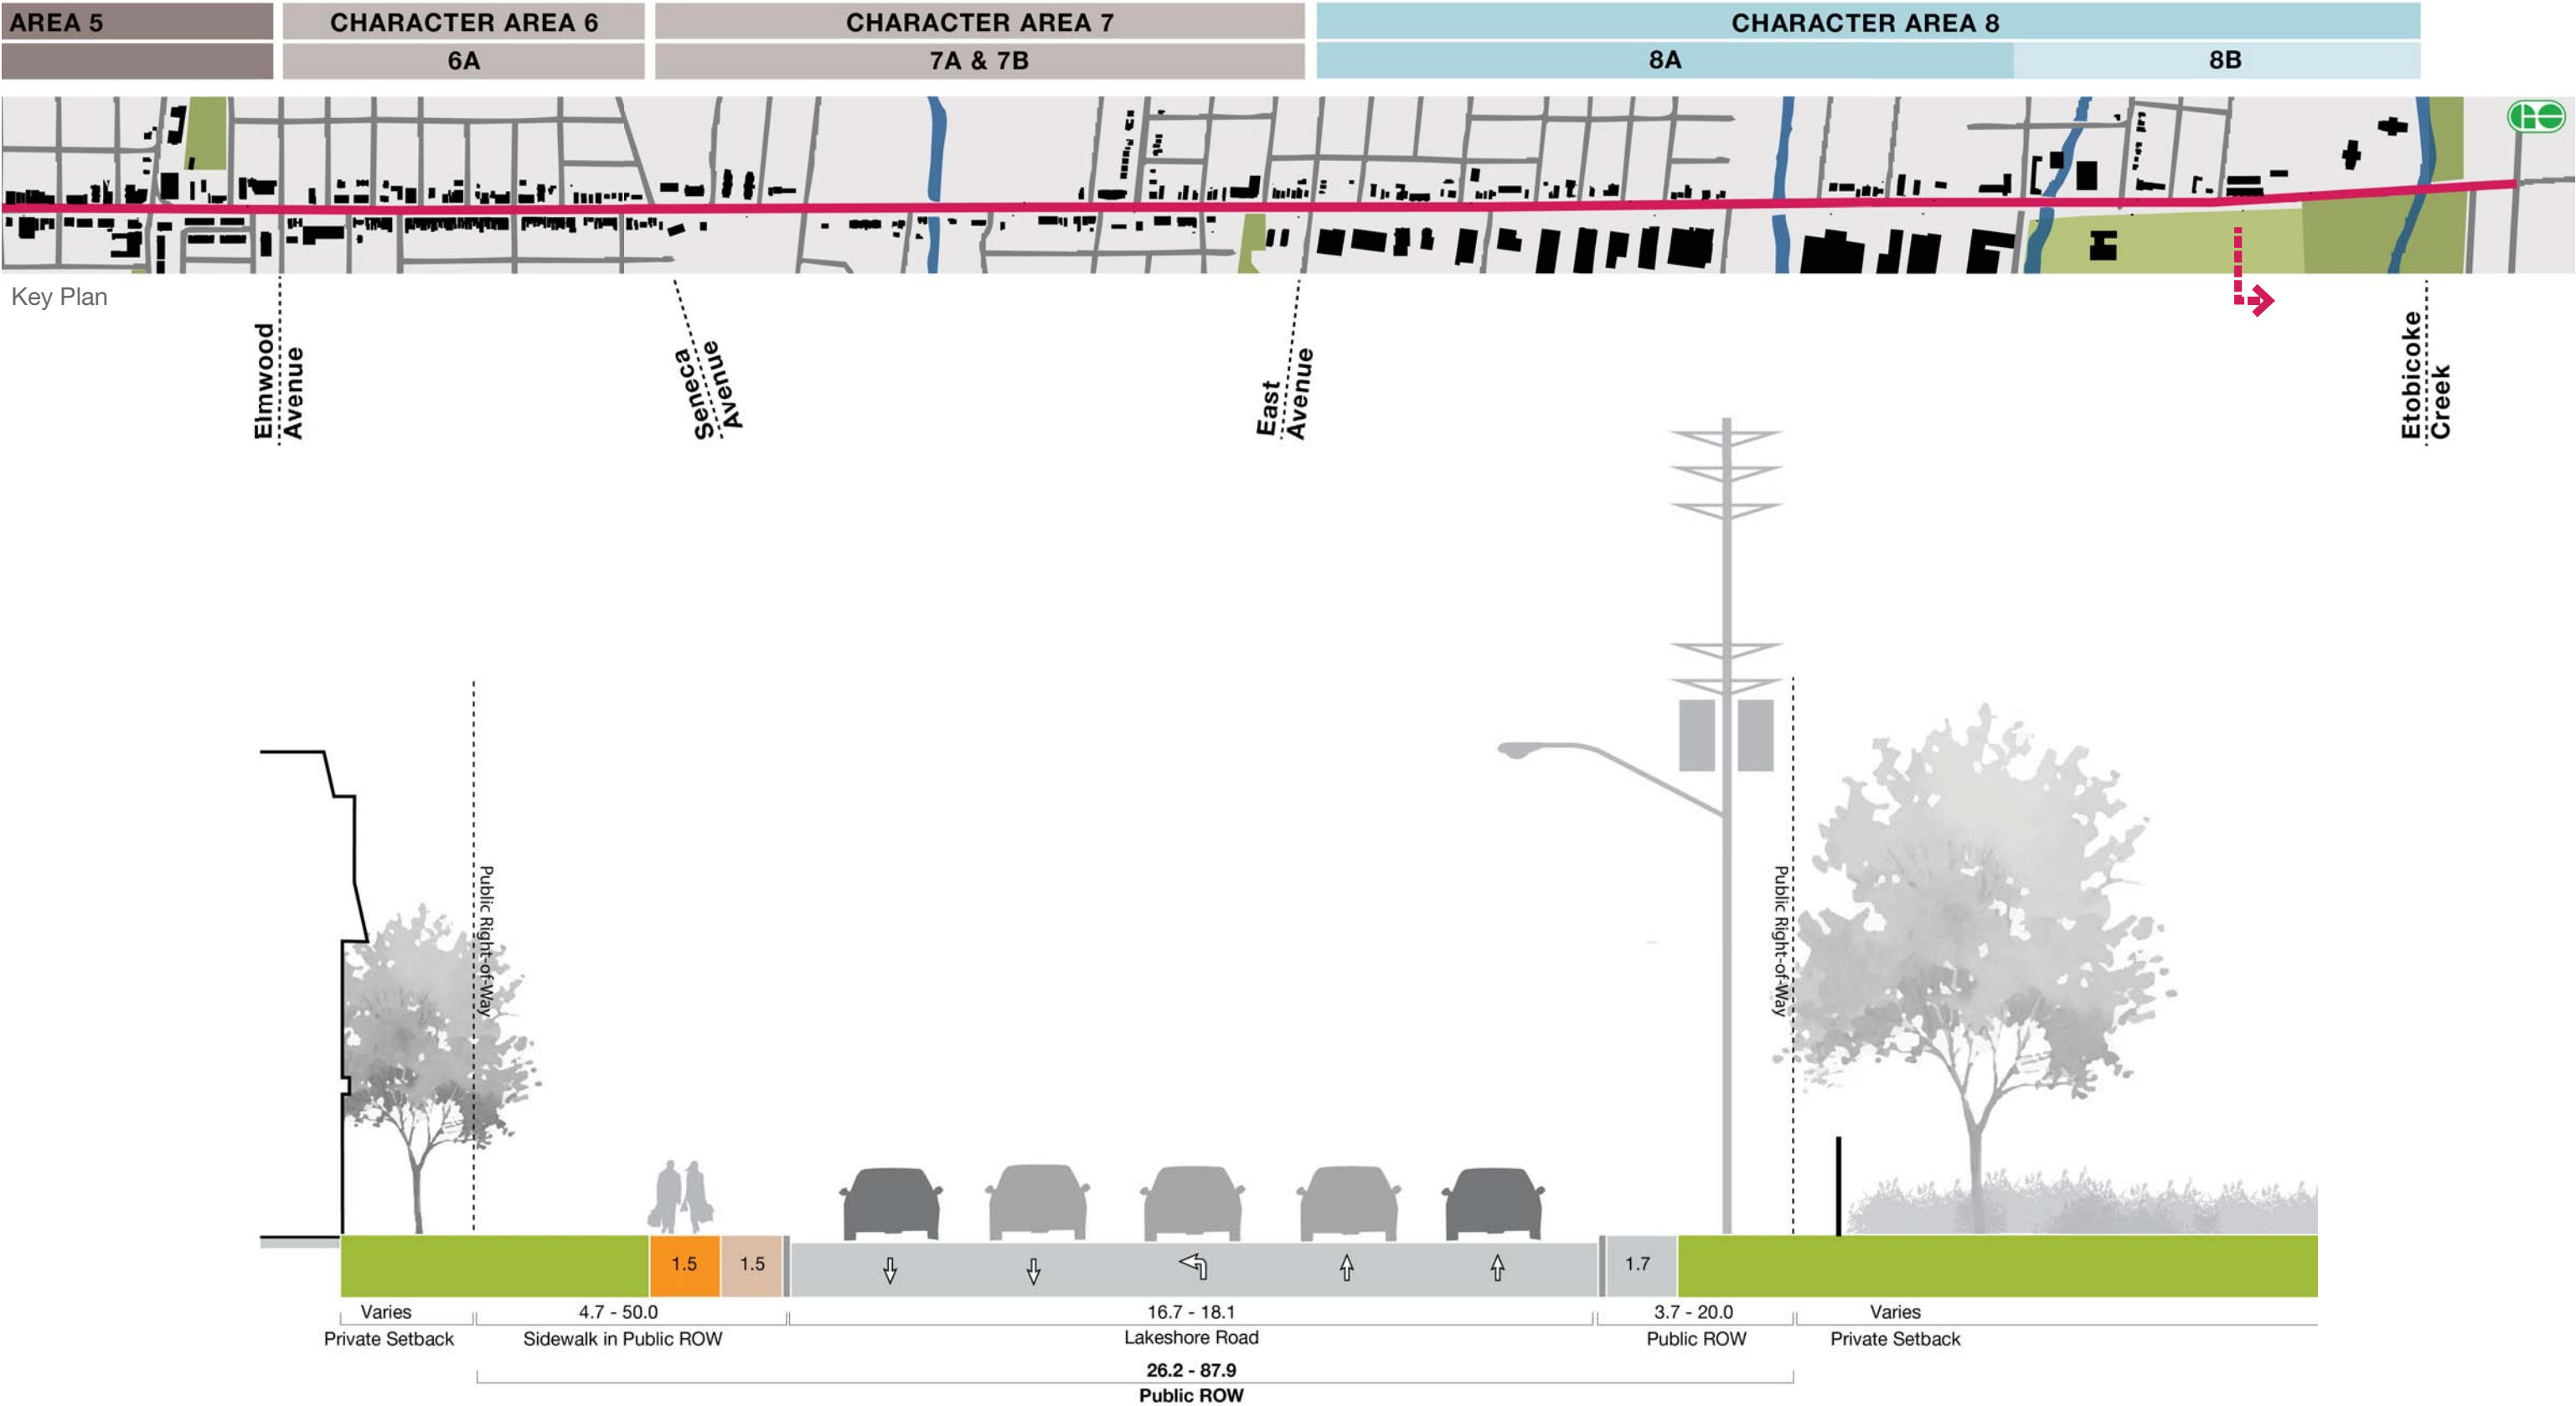 AREA 5
CHARACTER AREA 6
CHARACTER AREA 7
CHARACTER AREA 8
6A
7A & 7B
8A
8B
GO
Key Plan
Elmwood
Avenue
Seneca
Avenue
East
Avenue
Etobicoke
Creek
Public Right-of-Way
Public Right-of-Way
1.5
1.5
1.7
Varies
4.7 - 50.0
16.7 - 18.1
3.7 - 20.0
Varies
Private Setback
Sidewalk in Public ROW
Lakeshore Road
Public ROW
Private Setback
26.2 - 87.9
Public ROW